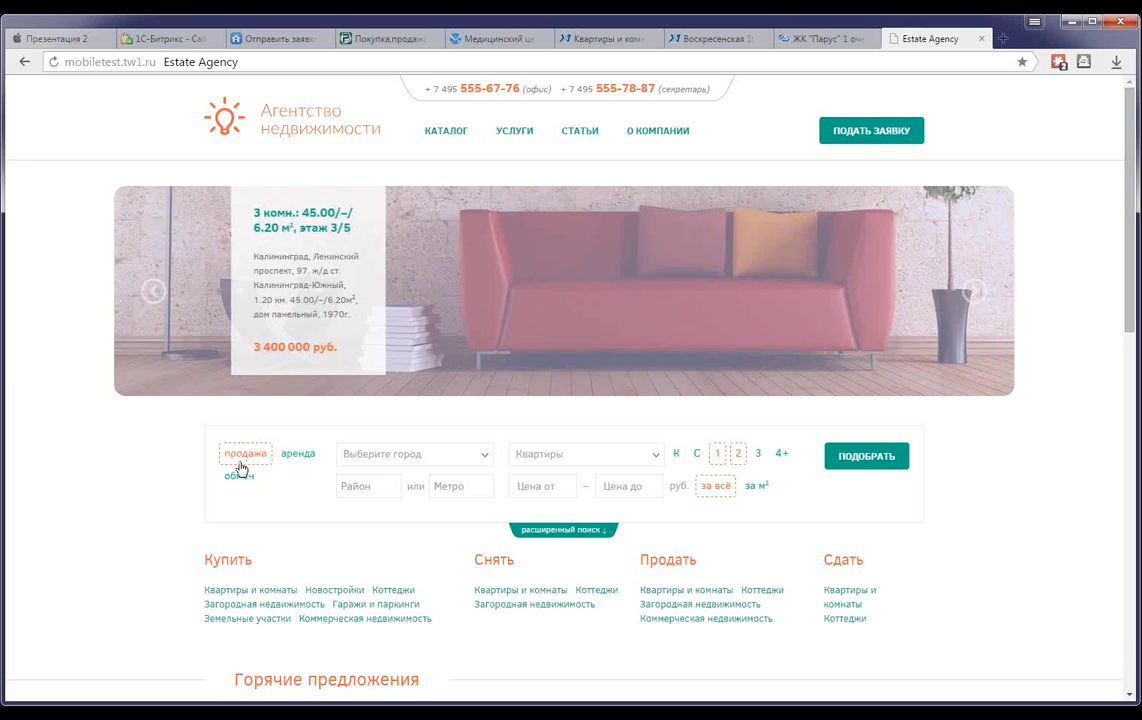 Презентация 2
1С-Битрикс - Сай
Отправить заявк
Покупка,продаж
Медицинский це
Квартиры и комн
Воскресенская 1
ЖК "Парус" 1 оче
Estate Agency
mobiletest.tw1.ru Estate Agency
2
+ 7 495 555-67-76 (офис) + 7 495 555-78-87 (секретарь)
Агентство
недвижимости
КАТАЛОГ УСЛУГИ СТАТЬИ О КОМПАНИИ
ПОДАТЬ ЗАЯВКУ
3 комн.: 45.00/–/
6.20 м², этаж 3/5
Калининград, Ленинский
проспект, 97. ж/д ст.
Калининград-Южный,
1.20 км. 45.00/–/6.20м²,
дом панельный, 1970г.
3 400 000 руб.
продажа аренда Выберите город Квартиры К С 1 2 3 4+ ПОДОБРАТЬ
обмен
Район или Метро Цена от – Цена до руб. за всё за м²
расширенный поиск ↓
Купить
Квартиры и комнаты Новостройки Коттеджи
Загородная недвижимость Гаражи и паркинги
Земельные участки Коммерческая недвижимость
Снять
Квартиры и комнаты Коттеджи
Загородная недвижимость
Продать
Квартиры и комнаты Коттеджи
Загородная недвижимость
Коммерческая недвижимость
Сдать
Квартиры и
комнаты
Коттеджи
Горячие предложения